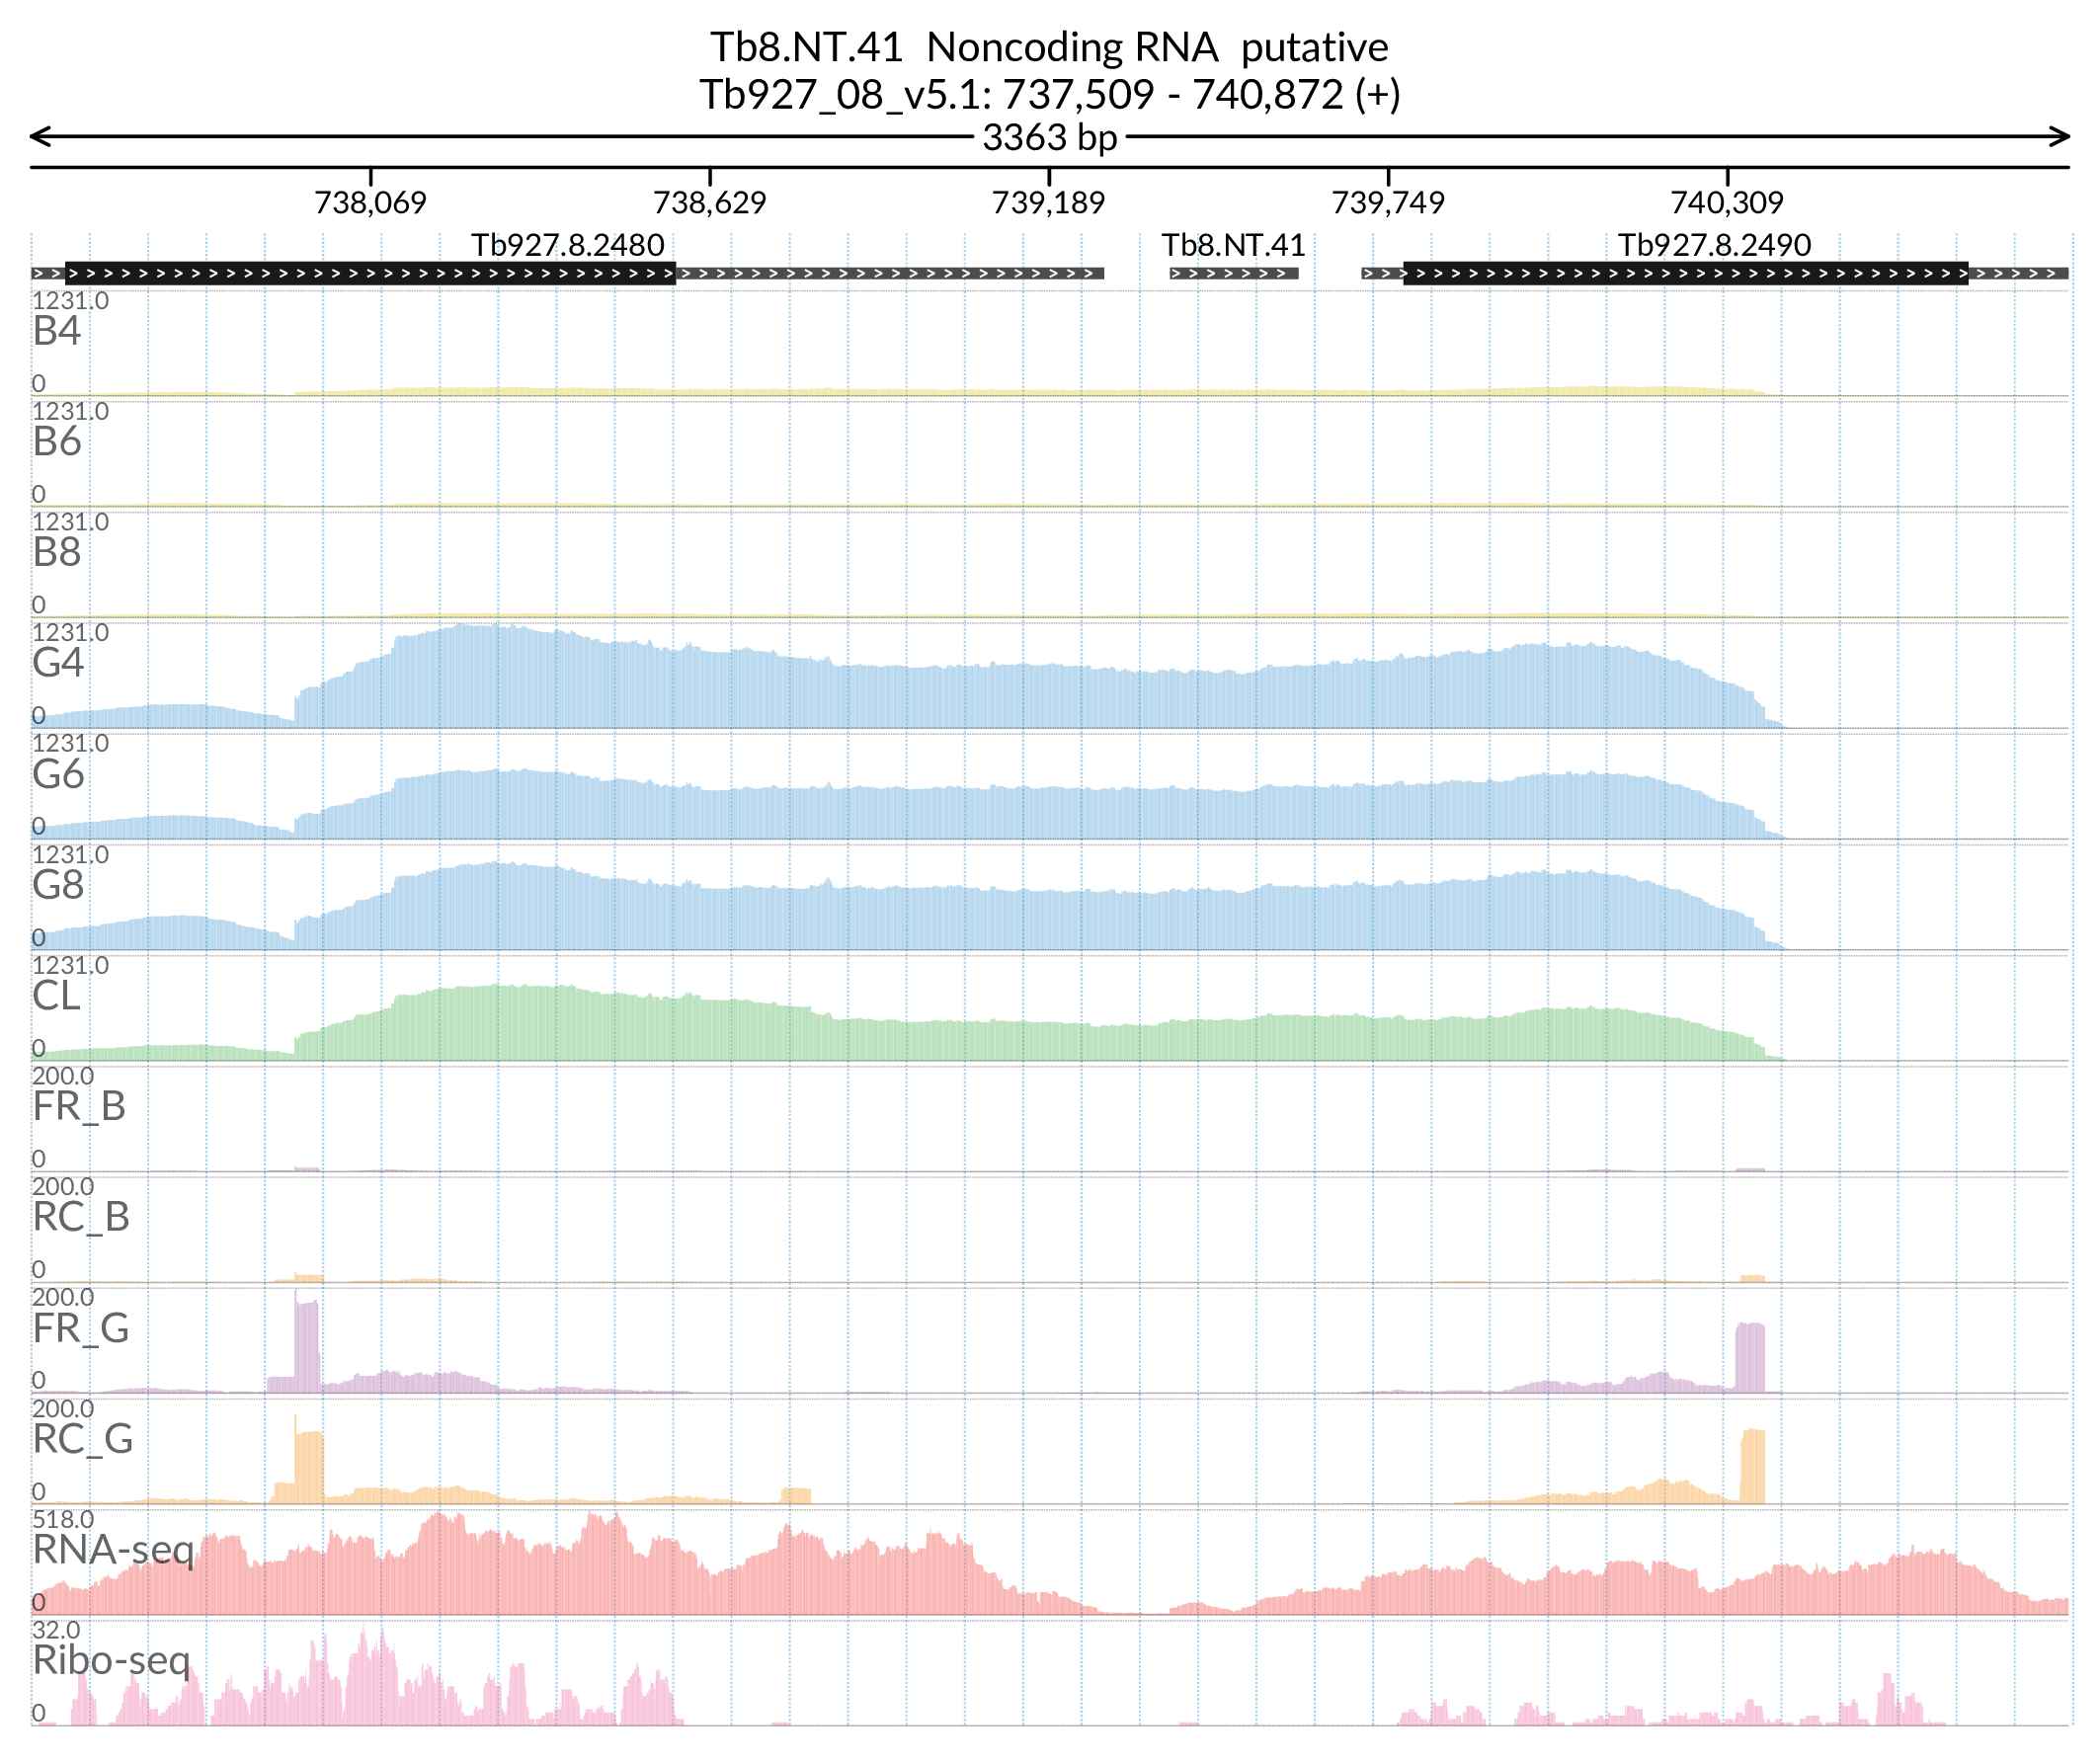 Tb8.NT.41 Noncoding RNA putative
Tb927_08_v5.1: 737,509 - 740,872 (+)
3363 bp
738,069 738,629 739,189 739,749 740,309
Tb927.8.2480 Tb8.NT.41 Tb927.8.2490
1231.0
B4
0
1231.0
B6
0
1231.0
B8
0
1231.0
G4
0
1231.0
G6
0
1231.0
G8
0
1231.0
CL
0
200.0
FR_B
0
200.0
RC_B
0
200.0
FR_G
0
200.0
RC_G
0
518.0
RNA-seq
0
32.0
Ribo-seq
0